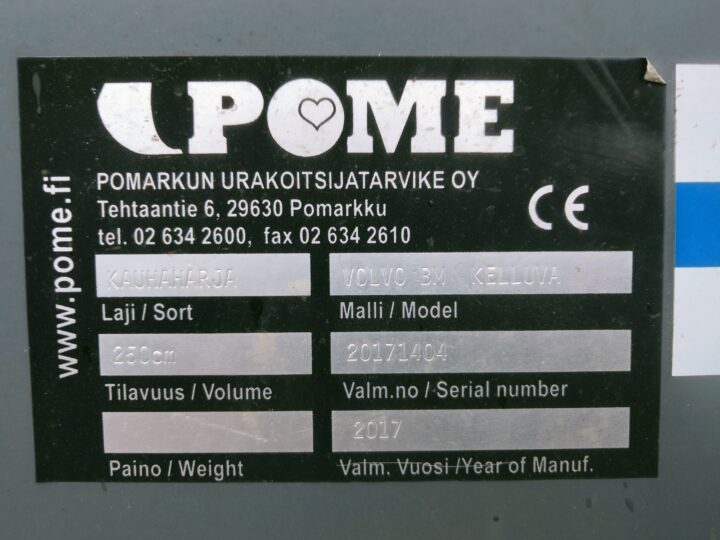 POME
POMARKUN URAKOITSIJATARVIKE OY
Tehtaantie 6, 29630 Pomarkku
tel. 02 634 2600, fax 02 634 2610
CE
www.pome.fi
KAUHAHARJA
Laji / Sort
VOLVO BM KELLUVA
Malli / Model
250cm
Tilavuus / Volume
20171404
Valm.no / Serial number
Paino / Weight
2017
Valm. Vuosi /Year of Manuf.